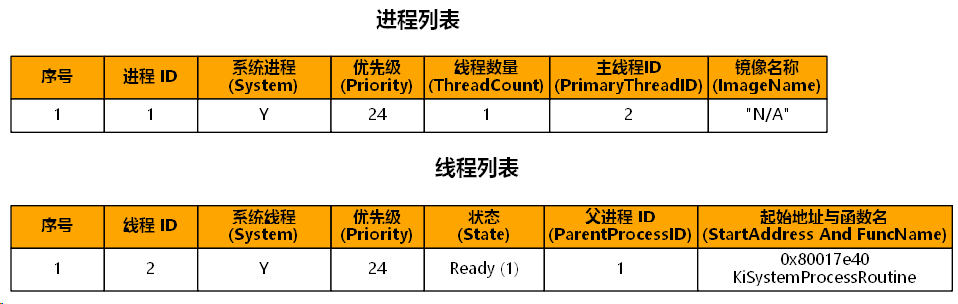 进程列表
序号 进程 ID 系统进程 (System) 优先级 (Priority) 线程数量 (ThreadCount) 主线程ID (PrimaryThreadID) 镜像名称 (ImageName)
1 1 Y 24 1 2 "N/A"
线程列表
序号 线程 ID 系统线程 (System) 优先级 (Priority) 状态 (State) 父进程 ID (ParentProcessID) 起始地址与函数名 (StartAddress And FuncName)
1 2 Y 24 Ready (1) 1 0x80017e40 KiSystemProcessRoutine